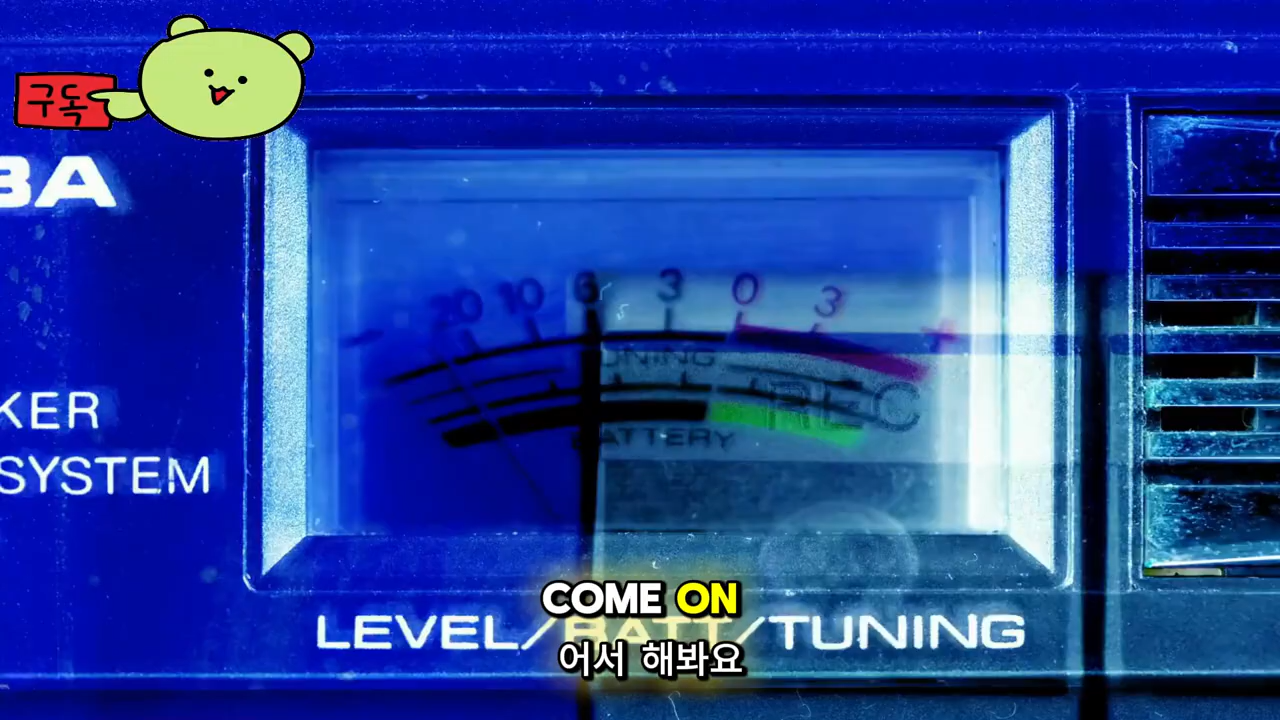 구독
BA
20 10 6 3 0 3 +
TUNING
REC
BATTERY
KER
SYSTEM
COME ON
LEVEL/BATT/TUNING
어서 해봐요